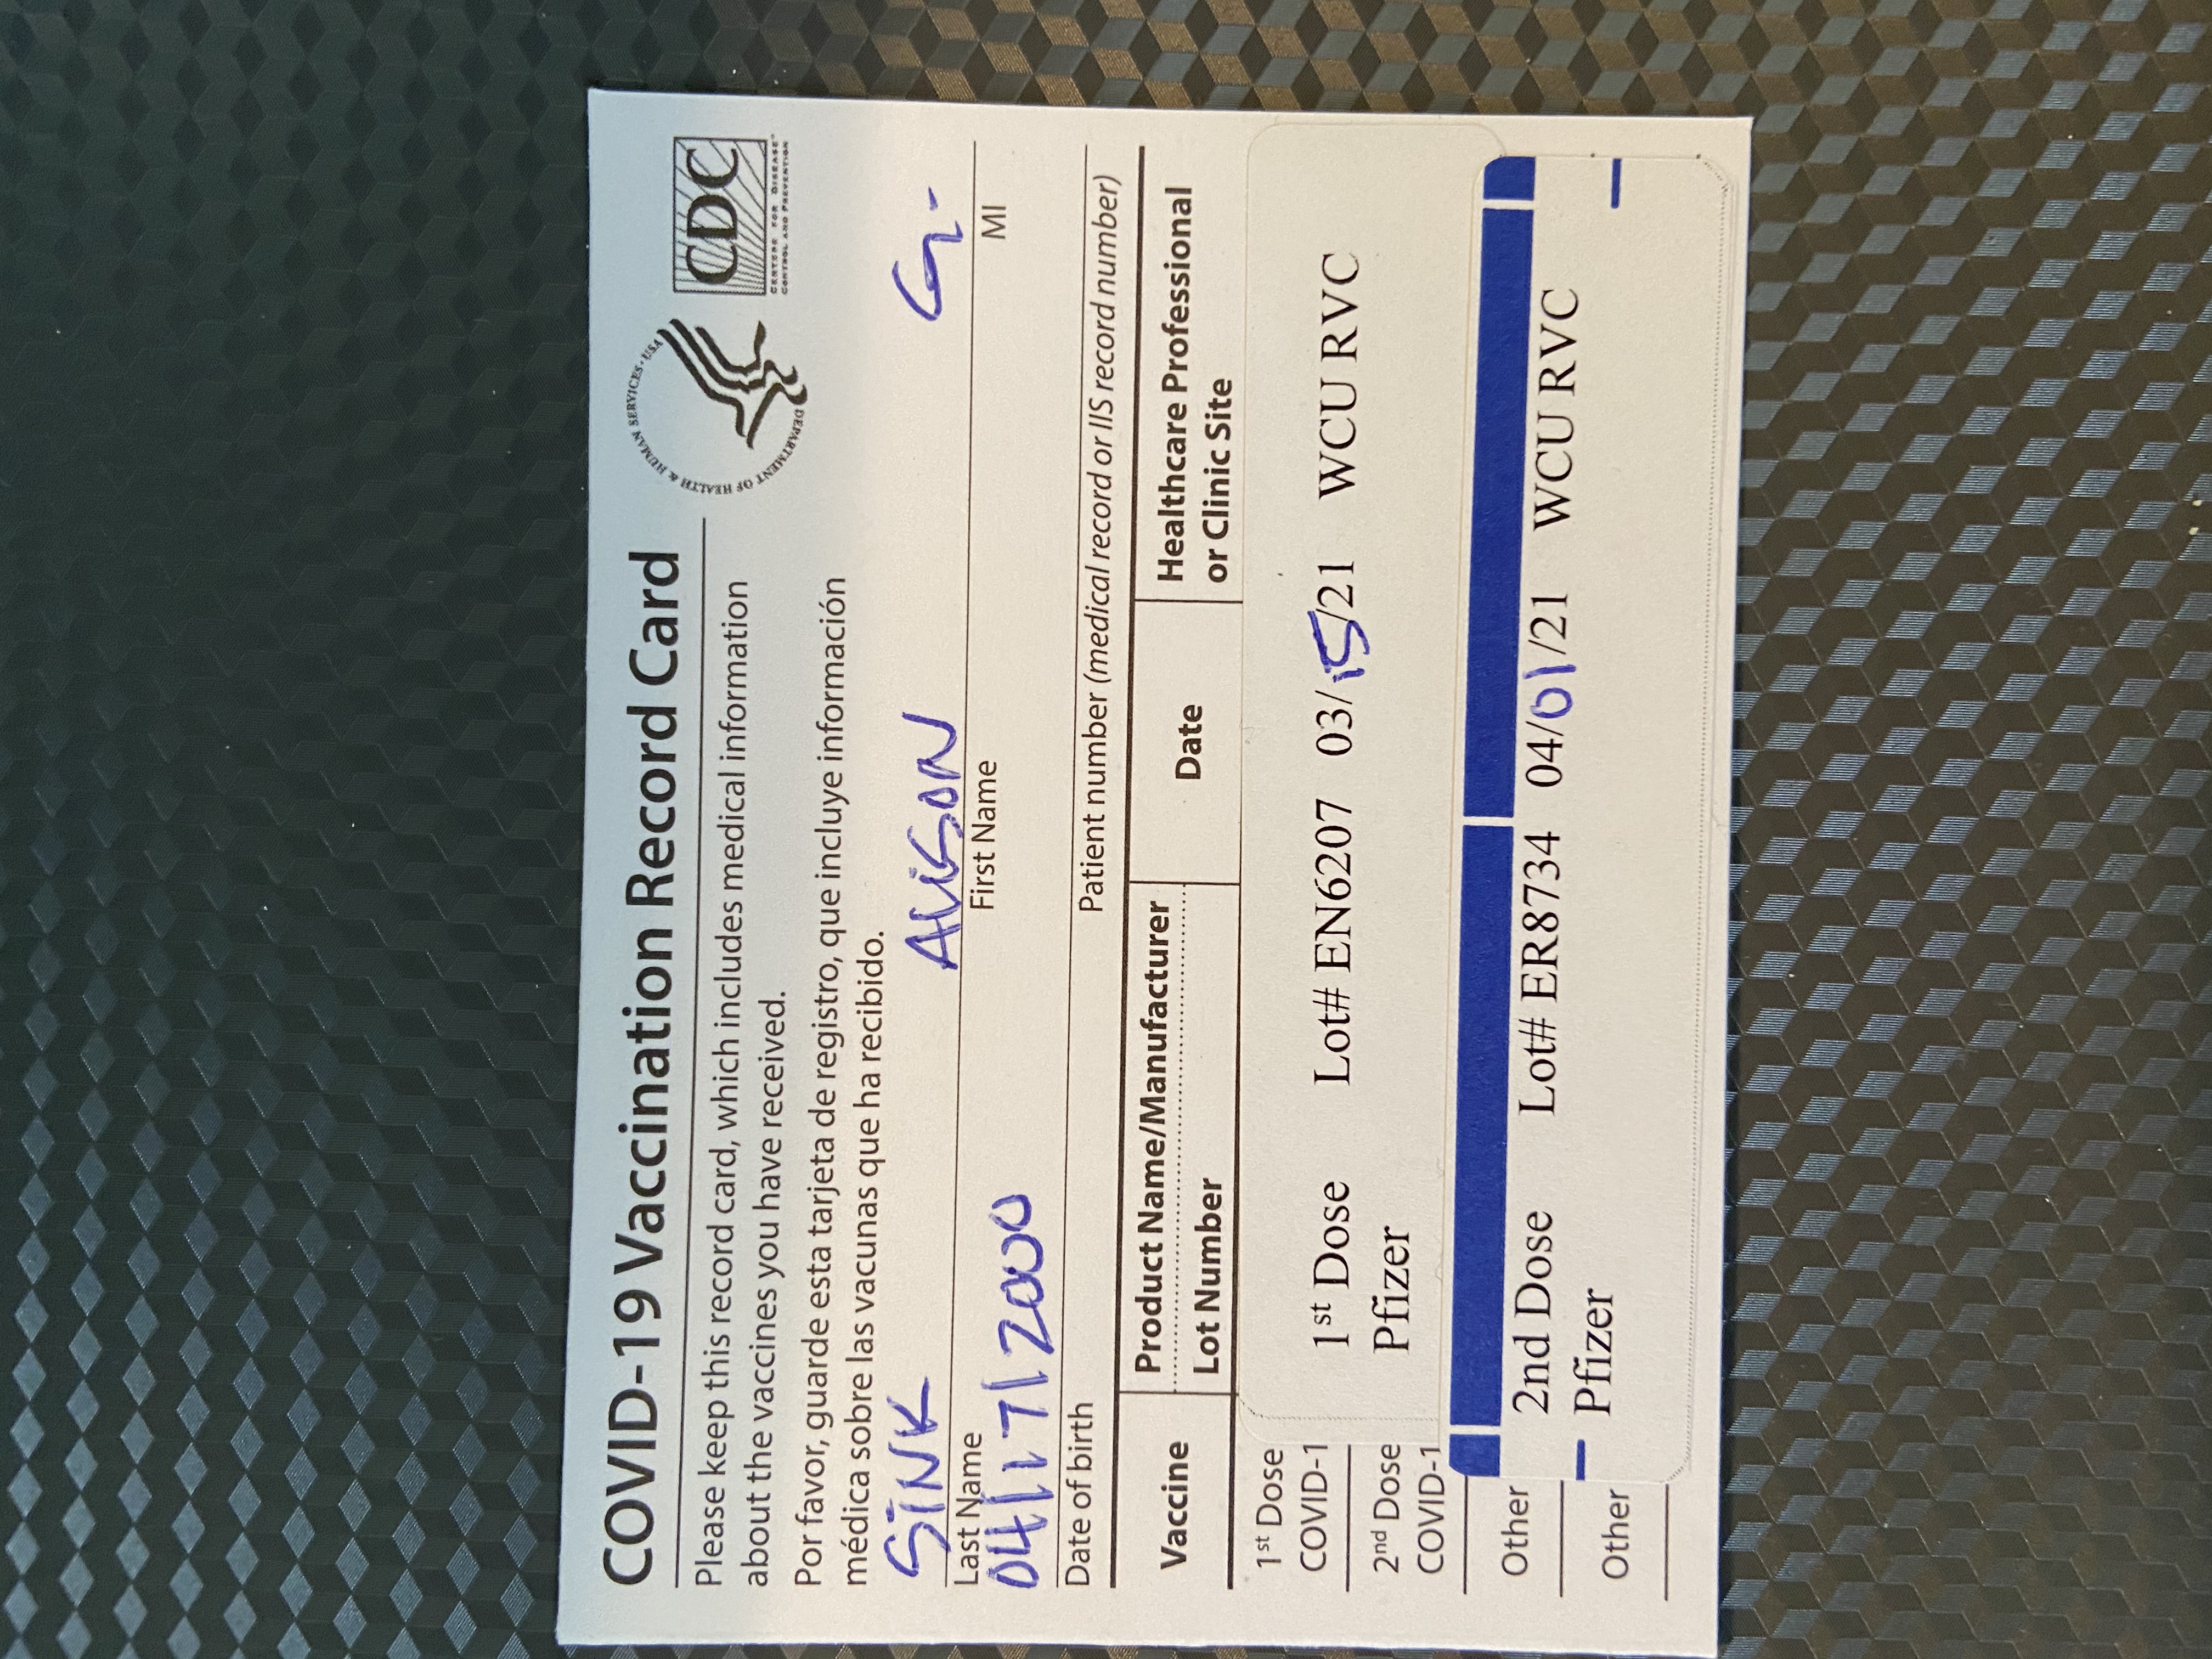 COVID-19 Vaccination Record Card
Please keep this record card, which includes medical information
about the vaccines you have received.
Por favor, guarde esta tarjeta de registro, que incluye información
médica sobre las vacunas que ha recibido.
DEPARTMENT OF HEALTH & HUMAN SERVICES • USA
CDC
CENTERS FOR DISEASE™
CONTROL AND PREVENTION
SINK ALISON G.
Last Name First Name MI
04/17/2000
Date of birth Patient number (medical record or IIS record number)
Vaccine Product Name/Manufacturer Date Healthcare Professional
Lot Number or Clinic Site
1st Dose
COVID-1
1st Dose Lot# EN6207 03/15/21 WCU RVC
Pfizer
2nd Dose
COVID-1
Other
2nd Dose Lot# ER8734 04/01/21 WCU RVC
Pfizer
Other